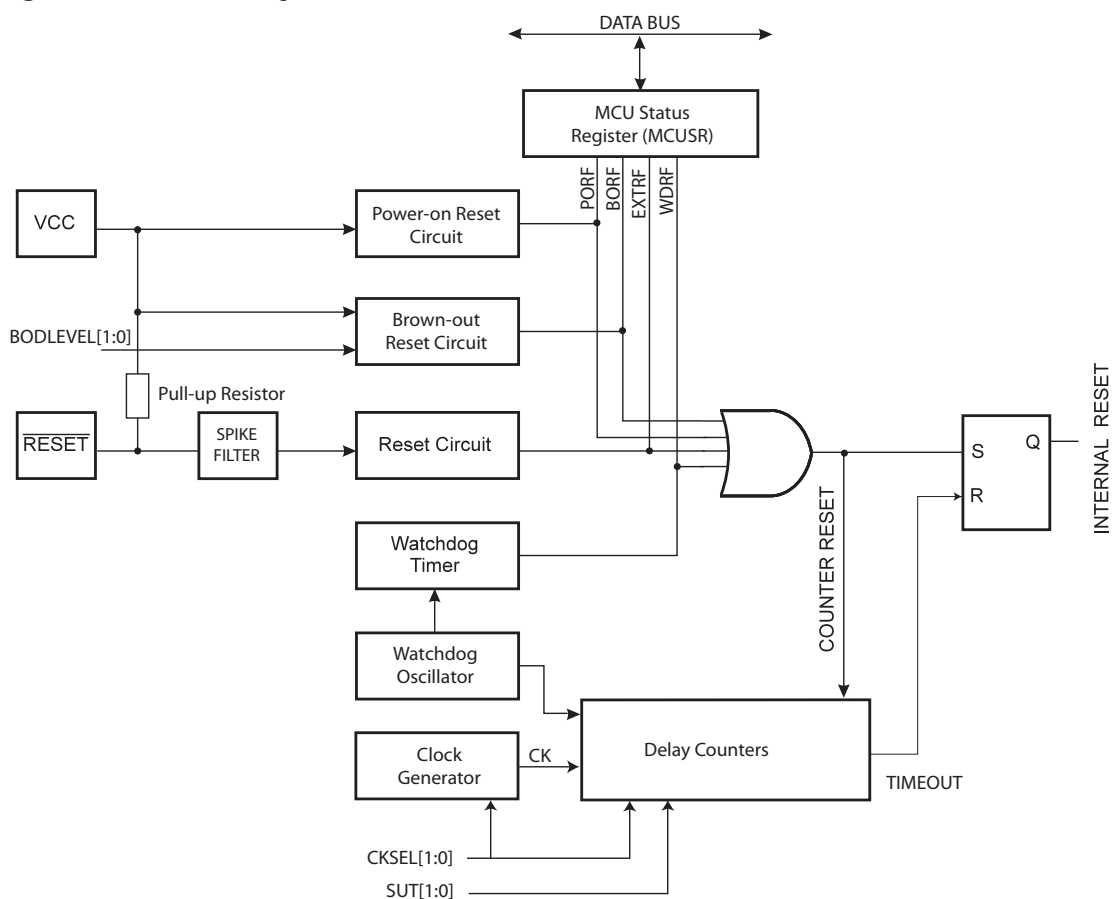 DATA BUS
MCU Status
Register (MCUSR)
PORF
BORF
EXTRF
WDRF
VCC
Power-on Reset
Circuit
BODLEVEL[1:0]
Brown-out
Reset Circuit
Pull-up Resistor
RESET
SPIKE
FILTER
Reset Circuit
S
Q
R
INTERNAL RESET
Watchdog
Timer
COUNTER RESET
Watchdog
Oscillator
Clock
Generator
CK
Delay Counters
TIMEOUT
CKSEL[1:0]
SUT[1:0]